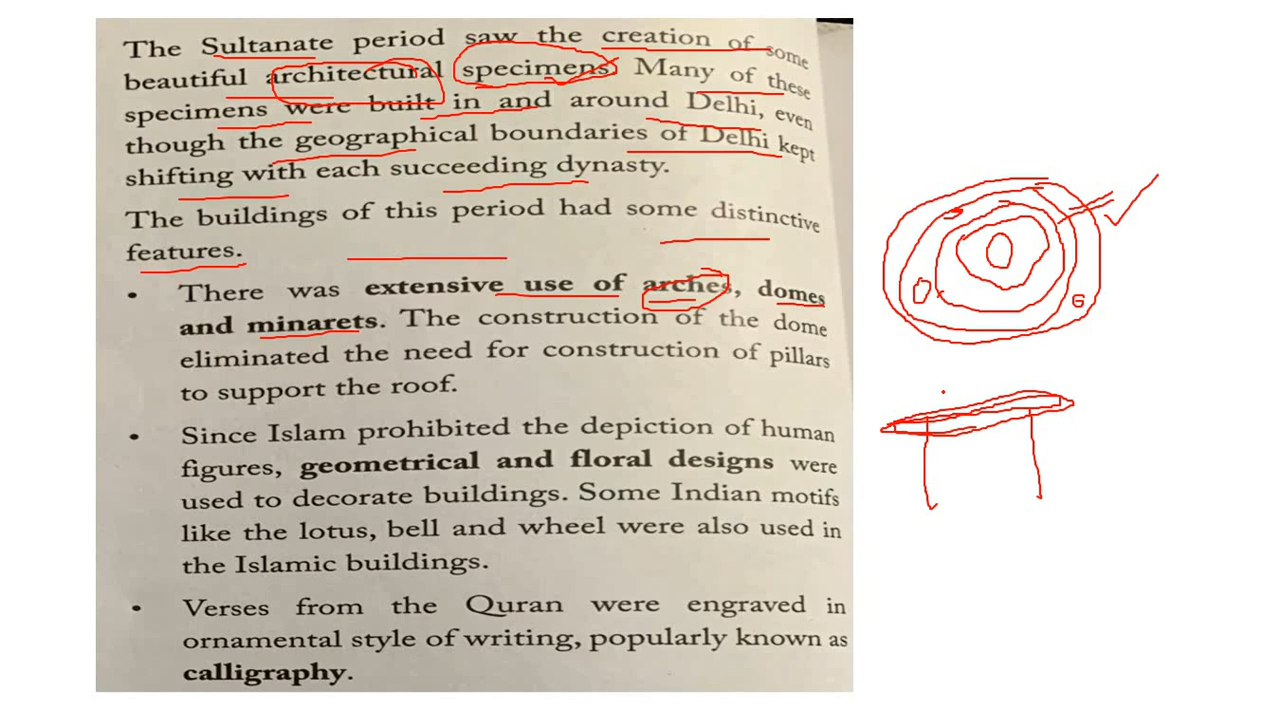 The Sultanate period saw the creation of some
beautiful architectural specimens. Many of these
specimens were built in and around Delhi, even
though the geographical boundaries of Delhi kept
shifting with each succeeding dynasty.
The buildings of this period had some distinctive
features.
• There was extensive use of arches, domes
and minarets. The construction of the dome
eliminated the need for construction of pillars
to support the roof.
• Since Islam prohibited the depiction of human
figures, geometrical and floral designs were
used to decorate buildings. Some Indian motifs
like the lotus, bell and wheel were also used in
the Islamic buildings.
• Verses from the Quran were engraved in
ornamental style of writing, popularly known as
calligraphy.